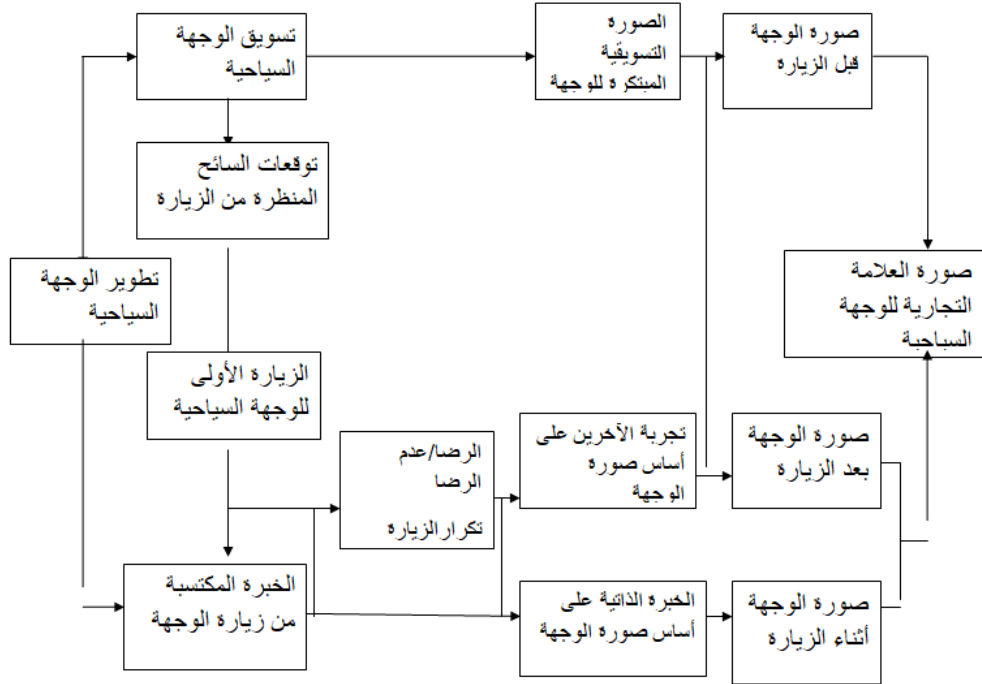 تسويق الوجهة
السياحية
الصورة
التسويقية
المبتكرة للوجهة
صورة الوجهة
قبل الزيارة
توقعات السائح
المنظرة من الزيارة
تطوير الوجهة
السياحية
صورة العلامة
التجارية للوجهة
السباحبة
الزيارة الأولى
للوجهة السياحية
الرضا/عدم
الرضا
تكرار الزيارة
تجربة الآخرين على
أساس صورة
الوجهة
صورة الوجهة
بعد الزيارة
الخبرة المكتسبة
من زيارة الوجهة
الخبرة الذاتية على
أساس صورة الوجهة
صورة الوجهة
أثناء الزيارة